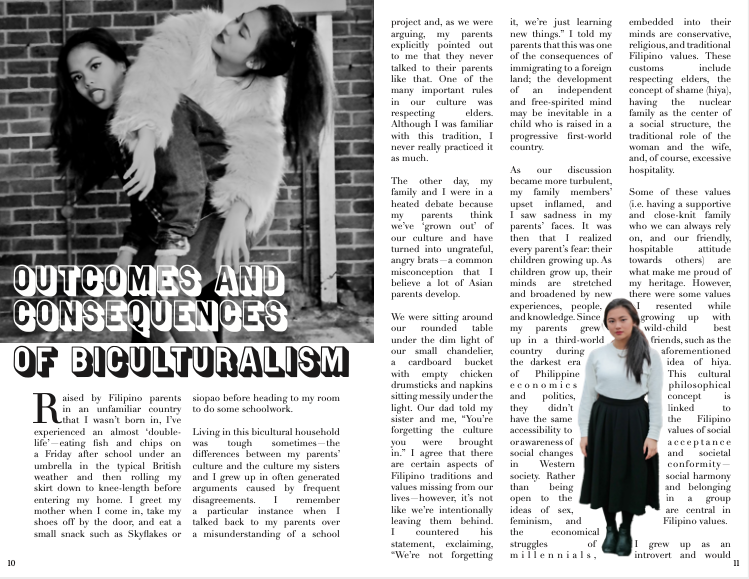 OUTCOMES AND
CONSEQUENCES
OF BICULTURALISM
Raised by Filipino parents
in an unfamiliar country
that I wasn't born in, I've
experienced an almost 'double-
life'—eating fish and chips on
a Friday after school under an
umbrella in the typical British
weather and then rolling my
skirt down to knee-length before
entering my home. I greet my
mother when I come in, take my
shoes off by the door, and eat a
small snack such as Skyflakes or
siopao before heading to my room
to do some schoolwork.
Living in this bicultural household
was tough sometimes—the
differences between my parents'
culture and the culture my sisters
and I grew up in often generated
arguments caused by frequent
disagreements. I remember
a particular instance when I
talked back to my parents over
a misunderstanding of a school
10
project and, as we were
arguing, my parents
explicitly pointed out
to me that they never
talked to their parents
like that. One of the
many important rules
in our culture was
respecting elders.
Although I was familiar
with this tradition, I
never really practiced it
as much.
The other day, my
family and I were in a
heated debate because
my parents think
we've 'grown out' of
our culture and have
turned into ungrateful,
angry brats—a common
misconception that I
believe a lot of Asian
parents develop.
We were sitting around
our rounded table
under the dim light of
our small chandelier,
a cardboard bucket
with empty chicken
drumsticks and napkins
sitting messily under the
light. Our dad told my
sister and me, "You're
forgetting the culture
you were brought
in." I agree that there
are certain aspects of
Filipino traditions and
values missing from our
lives—however, it's not
like we're intentionally
leaving them behind.
I countered his
statement, exclaiming,
"We're not forgetting
it, we're just learning
new things." I told my
parents that this was one
of the consequences of
immigrating to a foreign
land; the development
of an independent
and free-spirited mind
may be inevitable in a
child who is raised in a
progressive first-world
country.
As our discussion
became more turbulent,
my family members'
upset inflamed, and
I saw sadness in my
parents' faces. It was
then that I realized
every parent's fear: their
children growing up. As
children grow up, their
minds are stretched
and broadened by new
experiences, people,
and knowledge. Since
my parents grew
up in a third-world
country during
the darkest era
of Philippine
economics
and politics,
they didn't
have the same
accessibility to
or awareness of
social changes
in Western
society. Rather
than being
open to the
ideas of sex,
feminism, and
the economical
struggles of
millennials,
embedded into their
minds are conservative,
religious, and traditional
Filipino values. These
customs include
respecting elders, the
concept of shame (hiya),
having the nuclear
family as the center of
a social structure, the
traditional role of the
woman and the wife,
and, of course, excessive
hospitality.
Some of these values
(i.e. having a supportive
and close-knit family
who we can always rely
on, and our friendly,
hospitable attitude
towards others) are
what make me proud of
my heritage. However,
there were some values
I resented while
growing up with
wild-child best
friends, such as the
aforementioned
idea of hiya.
This cultural
philosophical
concept is
linked to
the Filipino
values of social
acceptance
and societal
conformity—
social harmony
and belonging
in a group
are central in
Filipino values.
I grew up as an
introvert and would
11